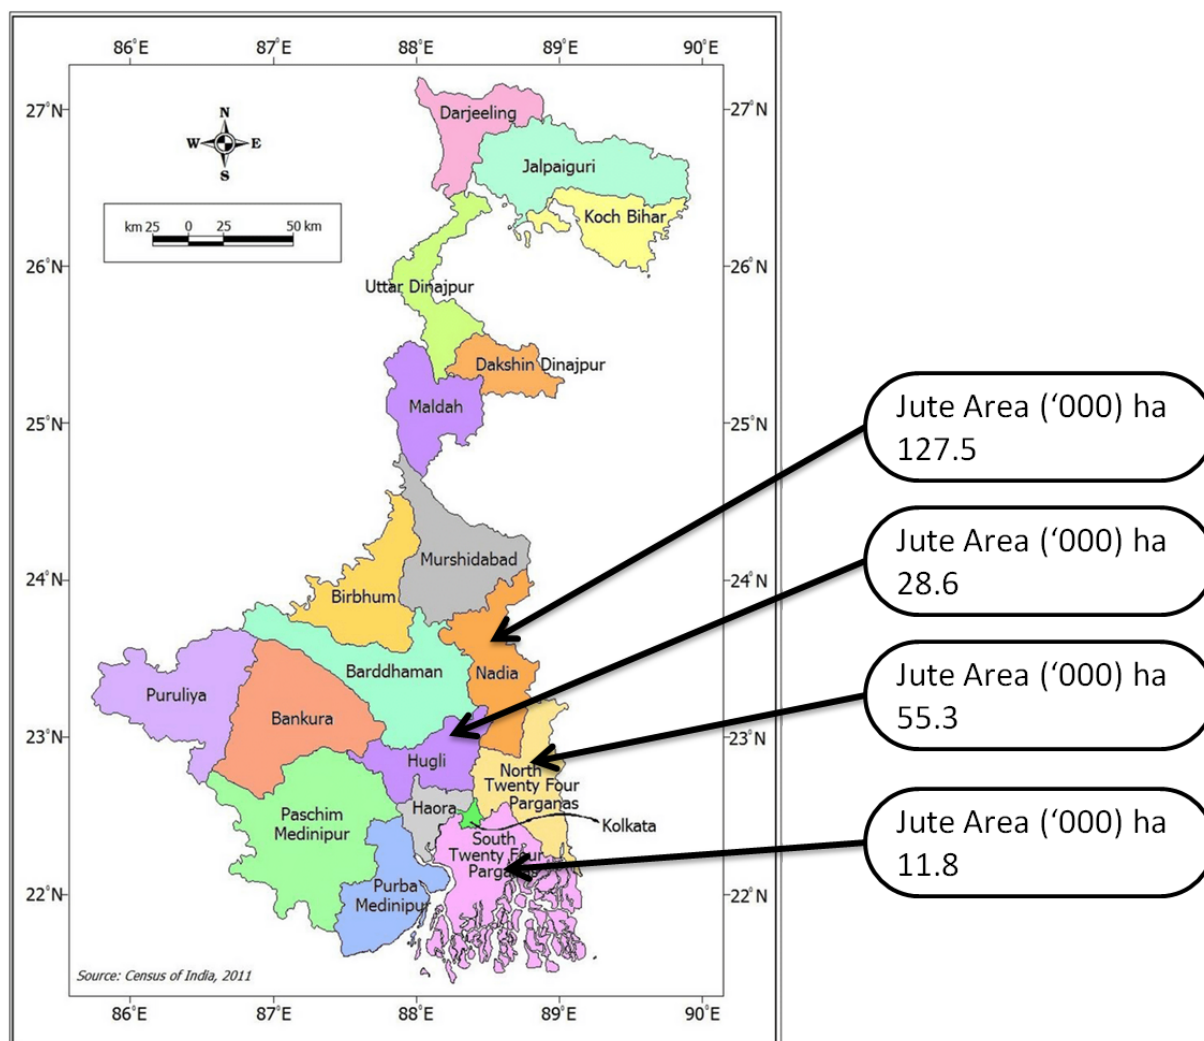 86°E 87°E 88°E 89°E 90°E
27°N 27°N
N
W E
S
km 25 0 25 50 km
Darjeeling
Jalpaiguri
Koch Bihar
26°N 26°N
Uttar Dinajpur
Dakshin Dinajpur
Maldah
25°N 25°N
Jute Area (‘000) ha
127.5
Murshidabad
Birbhum
24°N 24°N
Jute Area (‘000) ha
28.6
Barddhaman
Nadia
Puruliya
Bankura
23°N 23°N
Jute Area (‘000) ha
55.3
Hugli
North
Twenty Four
Parganas
Haora
Kolkata
Paschim
Medinipur
South
Twenty Four
Parganas
Jute Area (‘000) ha
11.8
Purba
Medinipur
22°N 22°N
Source: Census of India, 2011
86°E 87°E 88°E 89°E 90°E